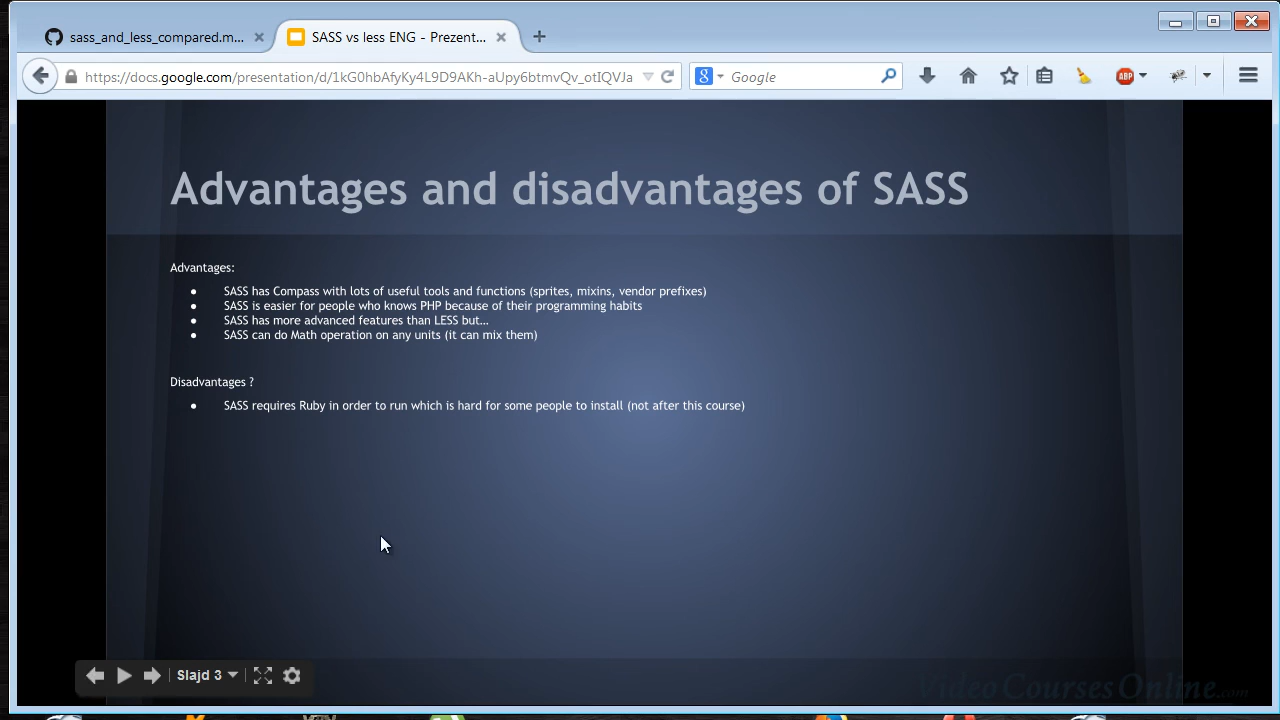 sass_and_less_compared.m...
SASS vs less ENG - Prezent...
https://docs.google.com/presentation/d/1IG0hbAfyKy4L9D9AKh-aUpy6btmvQv_otIQVJa
Google
ABP
Advantages and disadvantages of SASS
Advantages:
● SASS has Compass with lots of useful tools and functions (sprites, mixins, vendor prefixes)
● SASS is easier for people who knows PHP because of their programming habits
● SASS has more advanced features than LESS but...
● SASS can do Math operation on any units (it can mix them)
Disadvantages ?
● SASS requires Ruby in order to run which is hard for some people to install (not after this course)
Slajd 3
VideoCoursesOnline.com